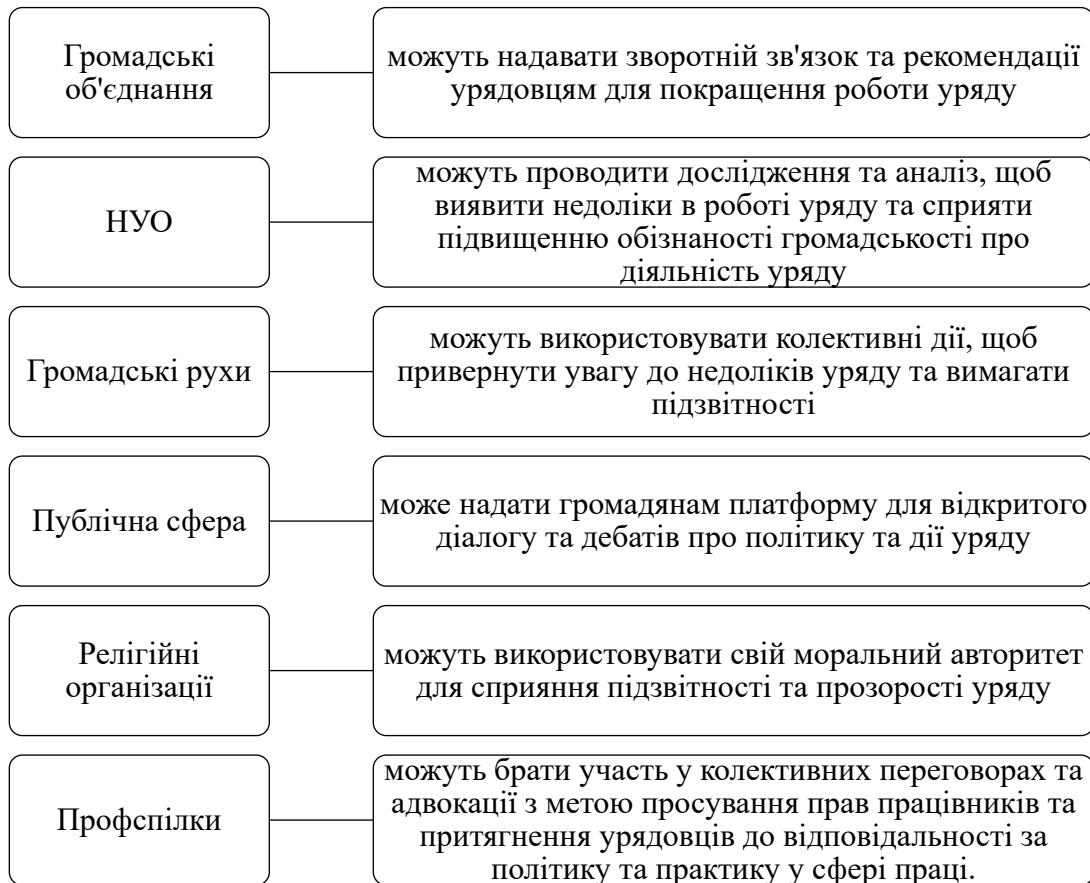 Громадські
об'єднання
можуть надавати зворотній зв'язок та рекомендації
урядовцям для покращення роботи уряду
НУО
можуть проводити дослідження та аналіз, щоб
виявити недоліки в роботі уряду та сприяти
підвищенню обізнаності громадськості про
діяльність уряду
Громадські рухи
можуть використовувати колективні дії, щоб
привернути увагу до недоліків уряду та вимагати
підзвітності
Публічна сфера
може надати громадянам платформу для відкритого
діалогу та дебатів про політику та дії уряду
Релігійні
організації
можуть використовувати свій моральний авторитет
для сприяння підзвітності та прозорості уряду
Профспілки
можуть брати участь у колективних переговорах та
адвокації з метою просування прав працівників та
притягнення урядовців до відповідальності за
політику та практику у сфері праці.